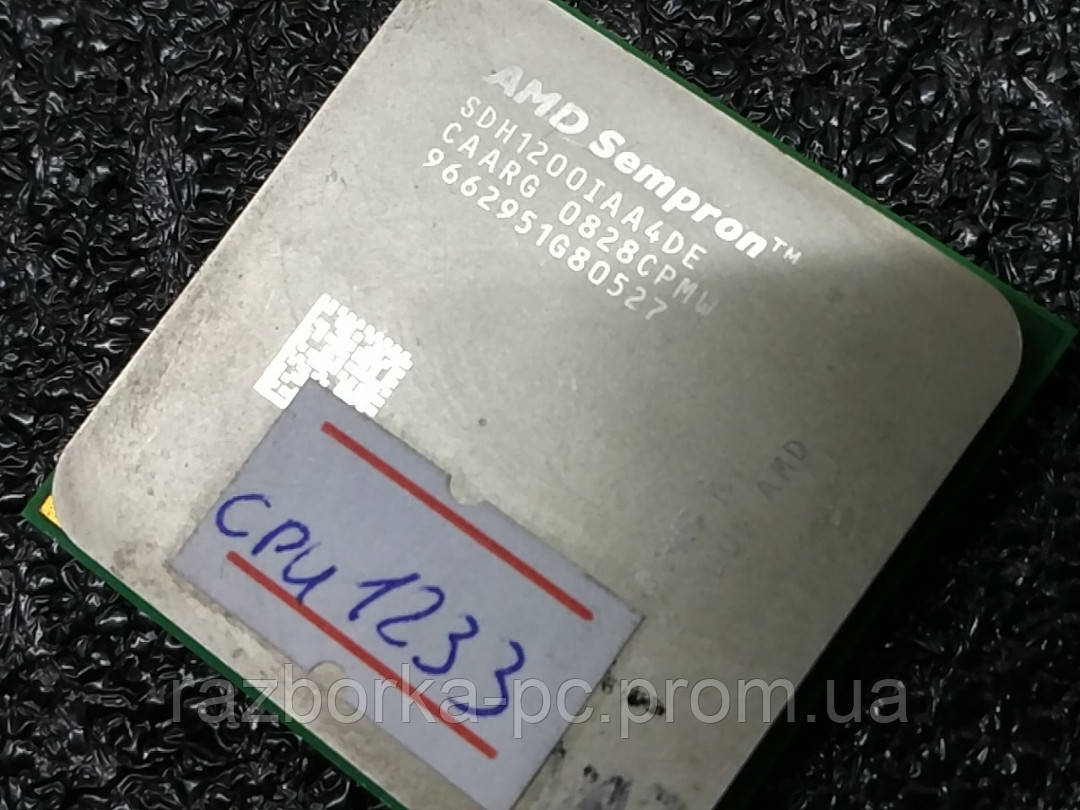 AMD Sempron™
SDH1200IAA4DE
CAARG 0828CPMW
9662951G80527
AMD
CPU 1233
razborka-pc.prom.ua